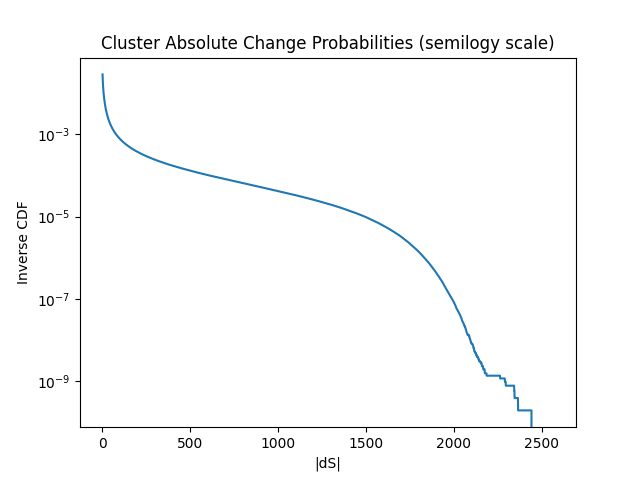 Cluster Absolute Change Probabilities (semilogy scale)
Inverse CDF
10⁻³
10⁻⁵
10⁻⁷
10⁻⁹
0 500 1000 1500 2000 2500
|dS|